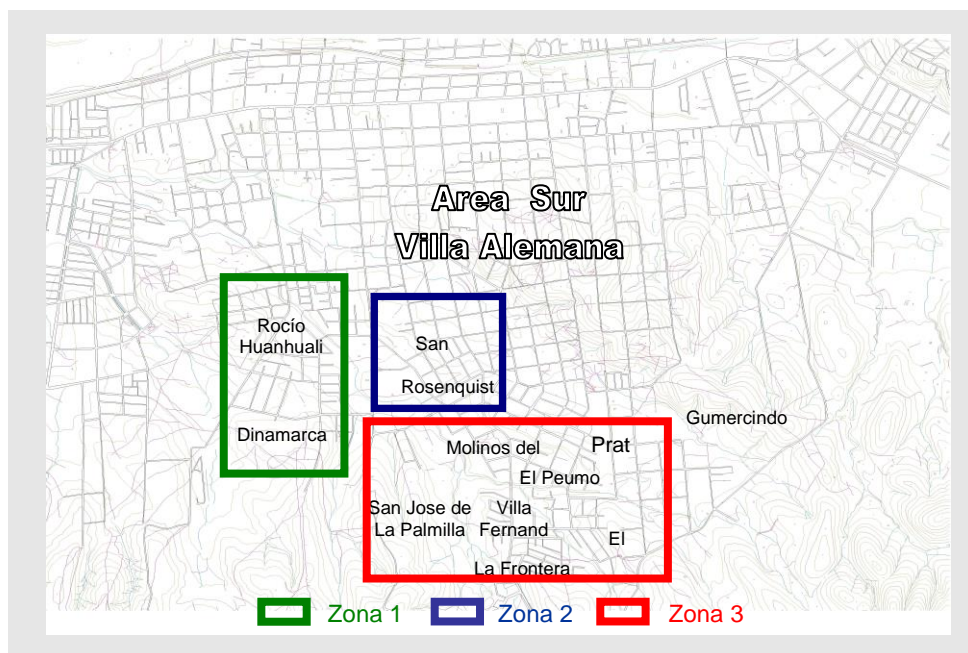 Area Sur
Villa Alemana
Rocío
Huanhuali
Dinamarca
San
Rosenquist
Gumercindo
Molinos del
Prat
El Peumo
San Jose de
La Palmilla
Villa
Fernand
El
La Frontera
Zona 1
Zona 2
Zona 3